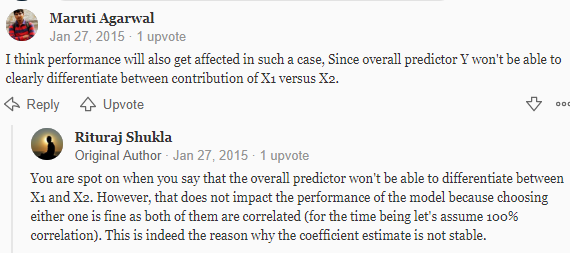 Maruti Agarwal
Jan 27, 2015 · 1 upvote
I think performance will also get affected in such a case, Since overall predictor Y won't be able to
clearly differentiate between contribution of X1 versus X2.
Reply Upvote
Rituraj Shukla
Original Author · Jan 27, 2015 · 1 upvote
You are spot on when you say that the overall predictor won't be able to differentiate between
X1 and X2. However, that does not impact the performance of the model because choosing
either one is fine as both of them are correlated (for the time being let's assume 100%
correlation). This is indeed the reason why the coefficient estimate is not stable.